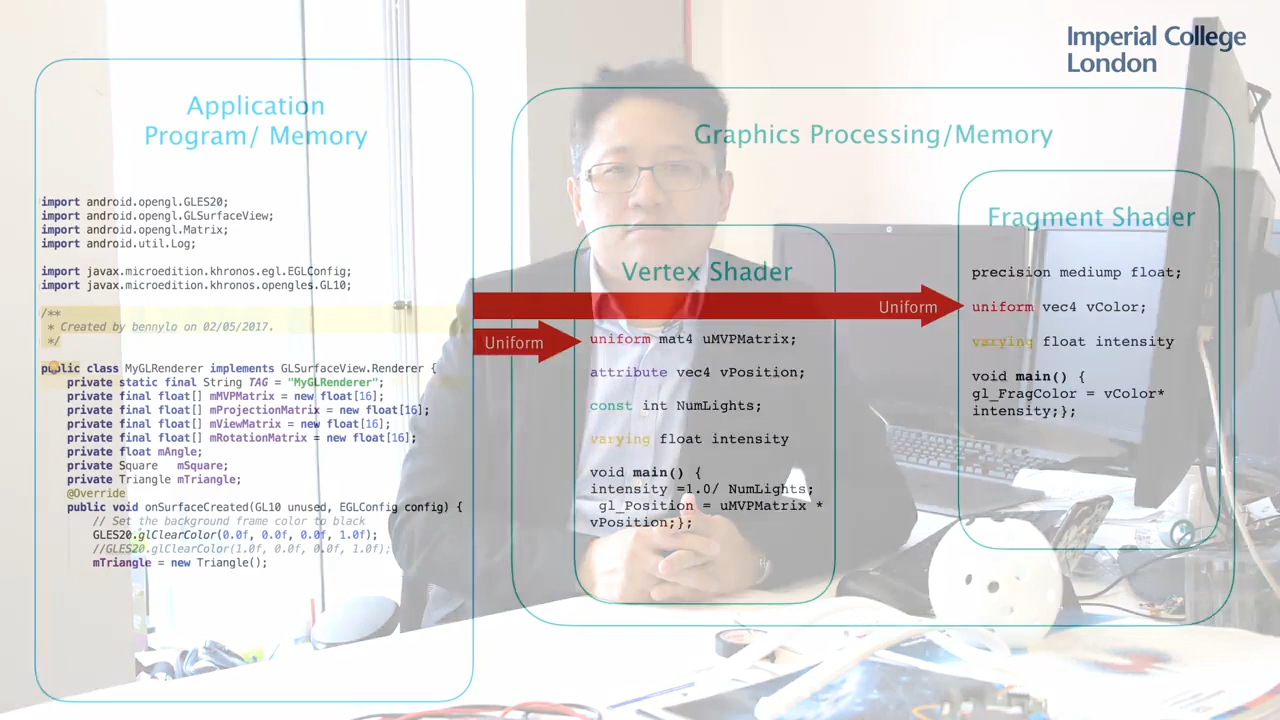 Imperial College
London
Application
Program/ Memory
import android.opengl.GLES20;
import android.opengl.GLSurfaceView;
import android.opengl.Matrix;
import android.util.Log;
import javax.microedition.khronos.egl.EGLConfig;
import javax.microedition.khronos.opengles.GL10;
/**
 * Created by bennylo on 02/05/2017.
 */
public class MyGLRenderer implements GLSurfaceView.Renderer {
    private static final String TAG = "MyGLRenderer";
    private final float[] mMVPMatrix = new float[16];
    private final float[] mProjectionMatrix = new float[16];
    private final float[] mViewMatrix = new float[16];
    private final float[] mRotationMatrix = new float[16];
    private float mAngle;
    private Square   mSquare;
    private Triangle mTriangle;
    @Override
    public void onSurfaceCreated(GL10 unused, EGLConfig config) {
        // Set the background frame color to black
        GLES20.glClearColor(0.0f, 0.0f, 0.0f, 1.0f);
        //GLES20.glClearColor(1.0f, 0.0f, 0.0f, 1.0f);
        mTriangle = new Triangle();
Graphics Processing/Memory
Uniform
Uniform
Vertex Shader
uniform mat4 uMVPMatrix;
attribute vec4 vPosition;
const int NumLights;
varying float intensity
void main() {
intensity =1.0/ NumLights;
 gl_Position = uMVPMatrix *
vPosition;};
Fragment Shader
precision mediump float;
uniform vec4 vColor;
varying float intensity
void main() {
gl_FragColor = vColor*
intensity;};